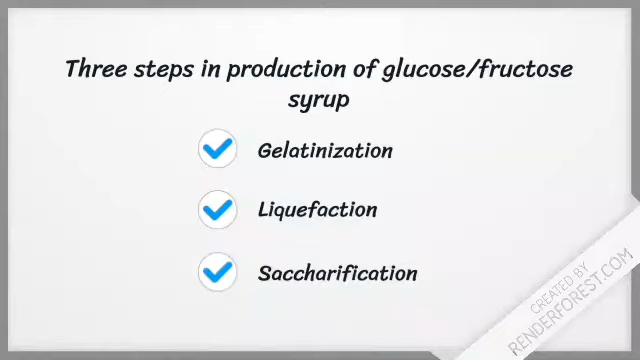 Three steps in production of glucose/fructose
syrup
Gelatinization
Liquefaction
Saccharification
CREATED BY
RENDERFOREST.COM